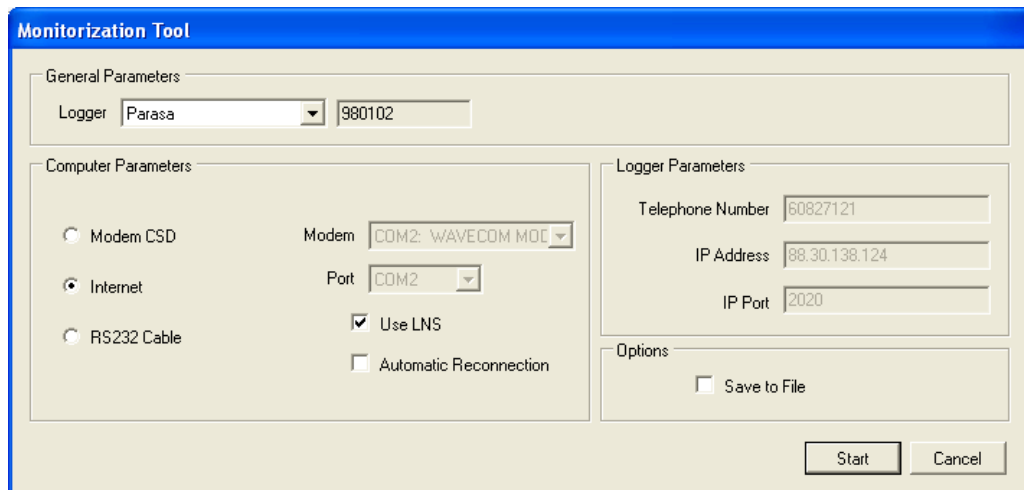 Monitorization Tool
General Parameters
Logger Parasa 980102
Computer Parameters
Modem CSD
Internet
RS232 Cable
Modem COM2: WAVECOM MOD
Port COM2
Use LNS
Automatic Reconnection
Logger Parameters
Telephone Number 60827121
IP Address 88.30.138.124
IP Port 2020
Options
Save to File
Start Cancel